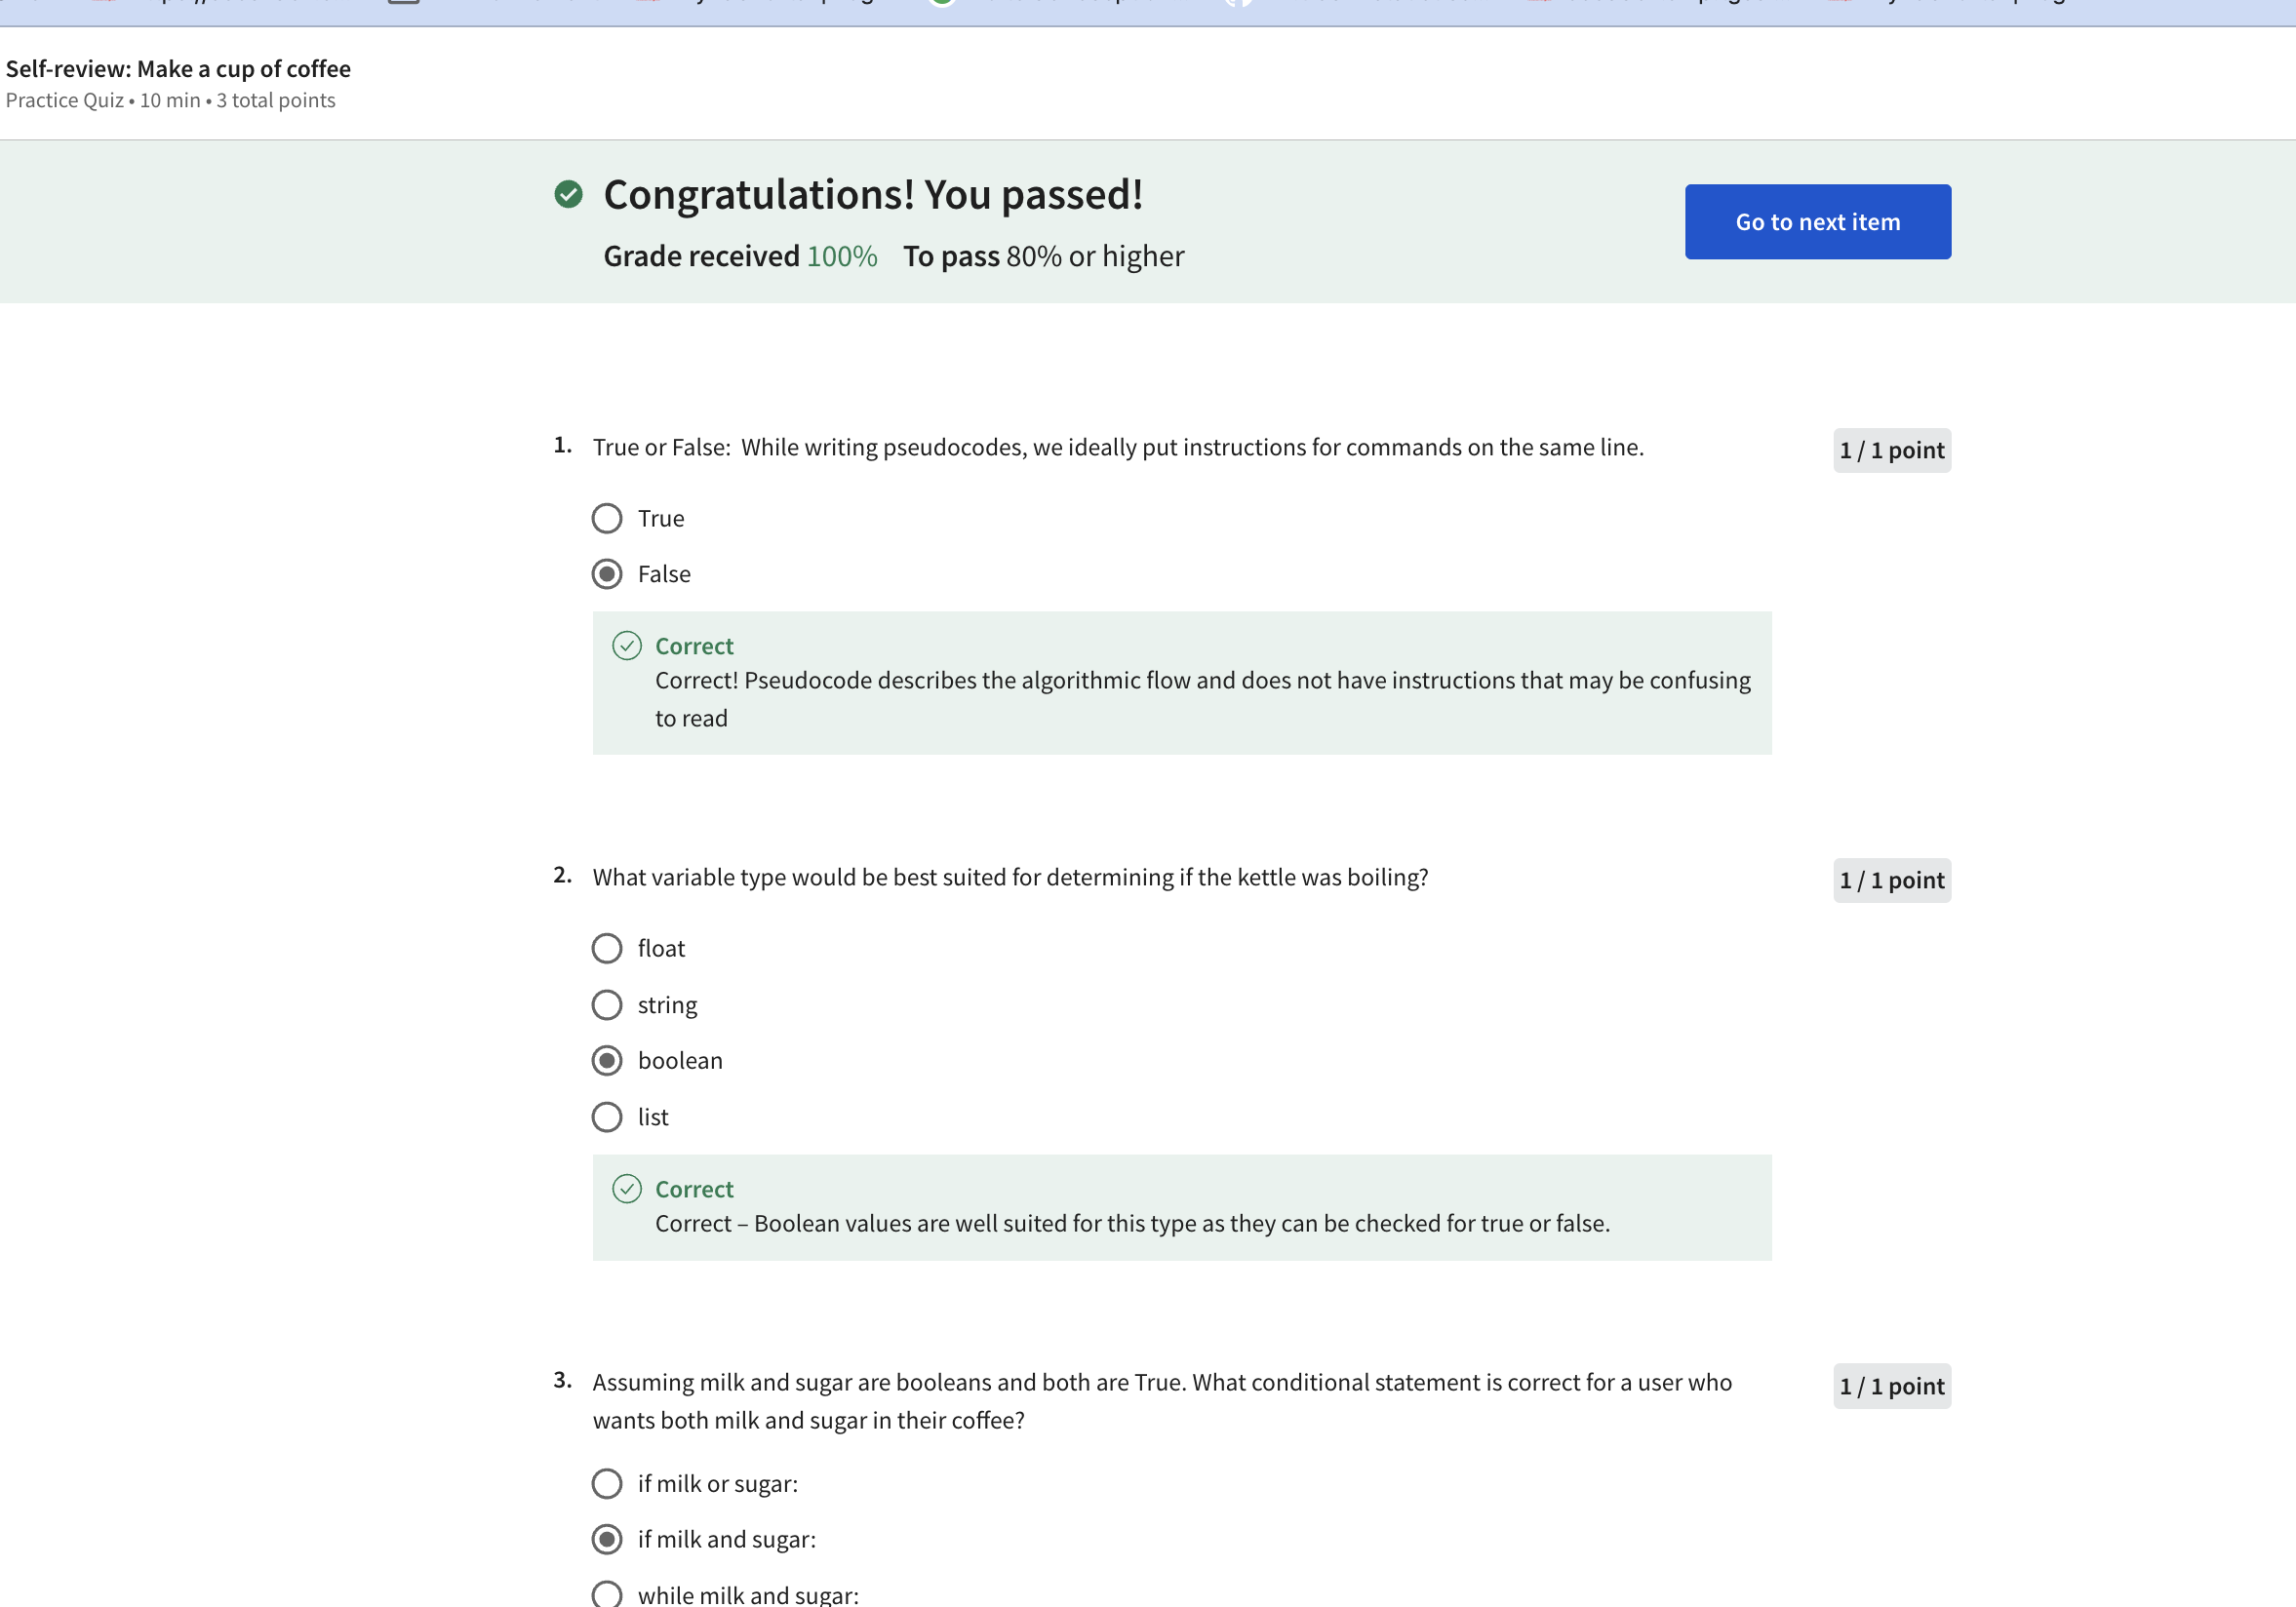 Self-review: Make a cup of coffee
Practice Quiz • 10 min • 3 total points
Congratulations! You passed!
Go to next item
Grade received 100% To pass 80% or higher
1. True or False:  While writing pseudocodes, we ideally put instructions for commands on the same line.
1 / 1 point
True
False
Correct
Correct! Pseudocode describes the algorithmic flow and does not have instructions that may be confusing
to read
2. What variable type would be best suited for determining if the kettle was boiling?
1 / 1 point
float
string
boolean
list
Correct
Correct – Boolean values are well suited for this type as they can be checked for true or false.
3. Assuming milk and sugar are booleans and both are True. What conditional statement is correct for a user who
1 / 1 point
wants both milk and sugar in their coffee?
if milk or sugar:
if milk and sugar:
while milk and sugar: